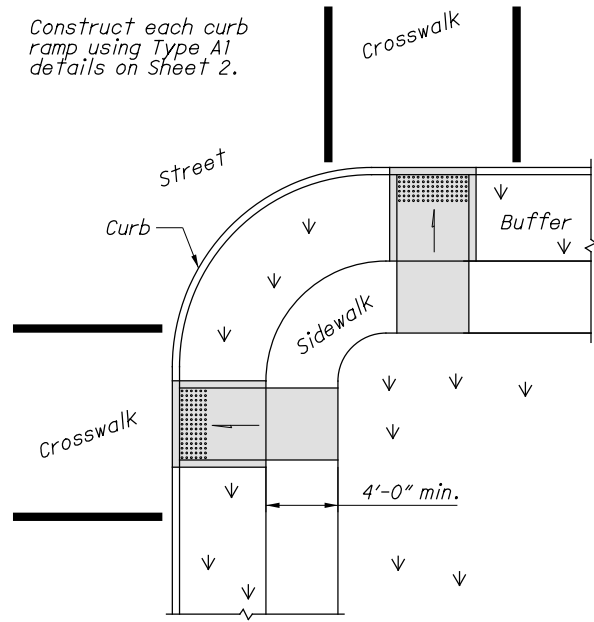 Construct each curb
ramp using Type A1
details on Sheet 2.
Crosswalk
Street
Curb
Buffer
Sidewalk
Crosswalk
4'-0" min.